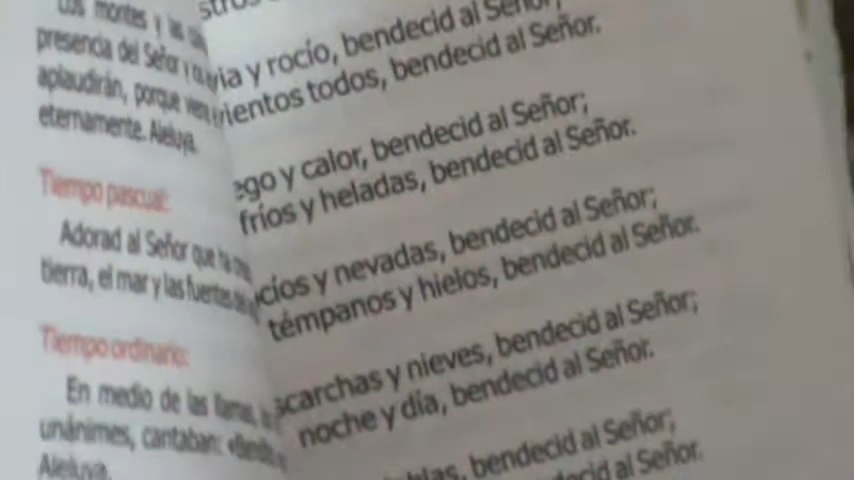 Los montes y las
presencia del Señor y
aplaudirán, porque
eternamente. Aleluya.
Tiempo pascual:
Adorad al Señor que
tierra, el mar y las fuentes
Tiempo ordinario:
En medio de las llamas,
unánimes, cantaban:
Aleluya.
y rocío, bendecid al Señor;
vientos todos, bendecid al Señor.
ego y calor, bendecid al Señor;
fríos y heladas, bendecid al Señor.
cíos y nevadas, bendecid al Señor;
témpanos y hielos, bendecid al Señor.
scarchas y nieves, bendecid al Señor;
noche y día, bendecid al Señor.
bendecid al Señor;
bendecid al Señor.